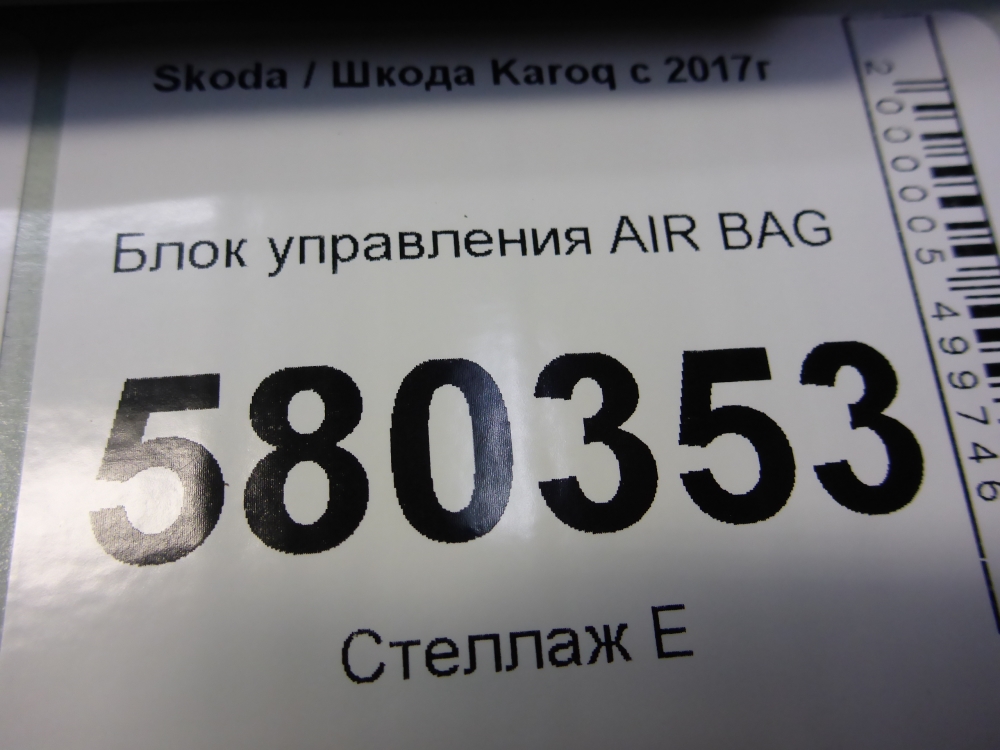 Skoda / Шкода Karoq с 2017г
Блок управления AIR BAG
580353
Стеллаж Е
2000005499746